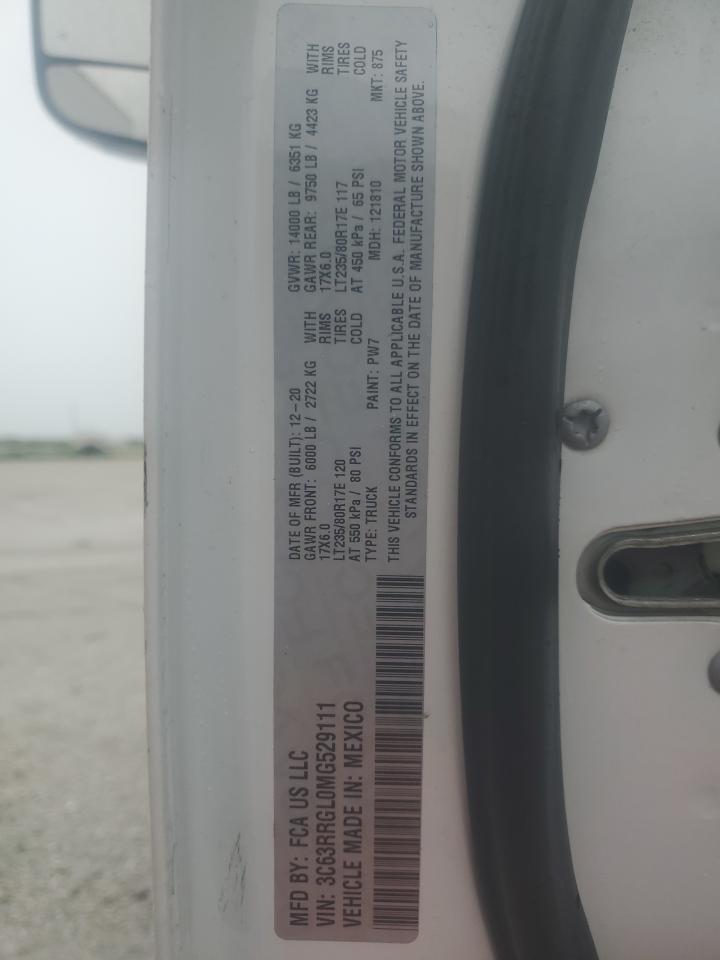 MFD BY: FCA US LLC
VIN: 3C63RRGL0MG529111
VEHICLE MADE IN: MEXICO
DATE OF MFR (BUILT): 12-20 GVWR: 14000 LB / 6351 KG
GAWR FRONT: 6000 LB / 2722 KG WITH GAWR REAR: 9750 LB / 4423 KG WITH
17X6.0 RIMS 17X6.0 RIMS
LT235/80R17E 120 TIRES LT235/80R17E 117 TIRES
AT 550 kPa / 80 PSI COLD AT 450 kPa / 65 PSI COLD
TYPE: TRUCK PAINT: PW7 MDH: 121810 MKT: 875
THIS VEHICLE CONFORMS TO ALL APPLICABLE U.S.A. FEDERAL MOTOR VEHICLE SAFETY
STANDARDS IN EFFECT ON THE DATE OF MANUFACTURE SHOWN ABOVE.